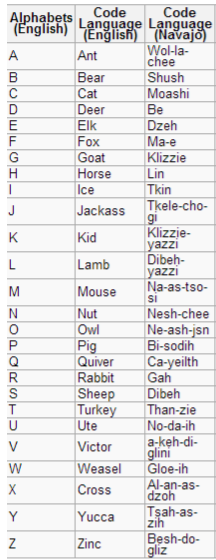 Alphabets (English) Code Language (English) Code Language (Navajo)
A Ant Wol-la-chee
B Bear Shush
C Cat Moashi
D Deer Be
E Elk Dzeh
F Fox Ma-e
G Goat Klizzie
H Horse Lin
I Ice Tkin
J Jackass Tkele-cho-gi
K Kid Klizzie-yazzi
L Lamb Dibeh-yazzi
M Mouse Na-as-tso-si
N Nut Nesh-chee
O Owl Ne-ash-jsn
P Pig Bi-sodih
Q Quiver Ca-yeilth
R Rabbit Gah
S Sheep Dibeh
T Turkey Than-zie
U Ute No-da-ih
V Victor a-keh-di-glini
W Weasel Gloe-ih
X Cross Al-an-as-dzoh
Y Yucca Tsah-as-zih
Z Zinc Besh-do-gliz